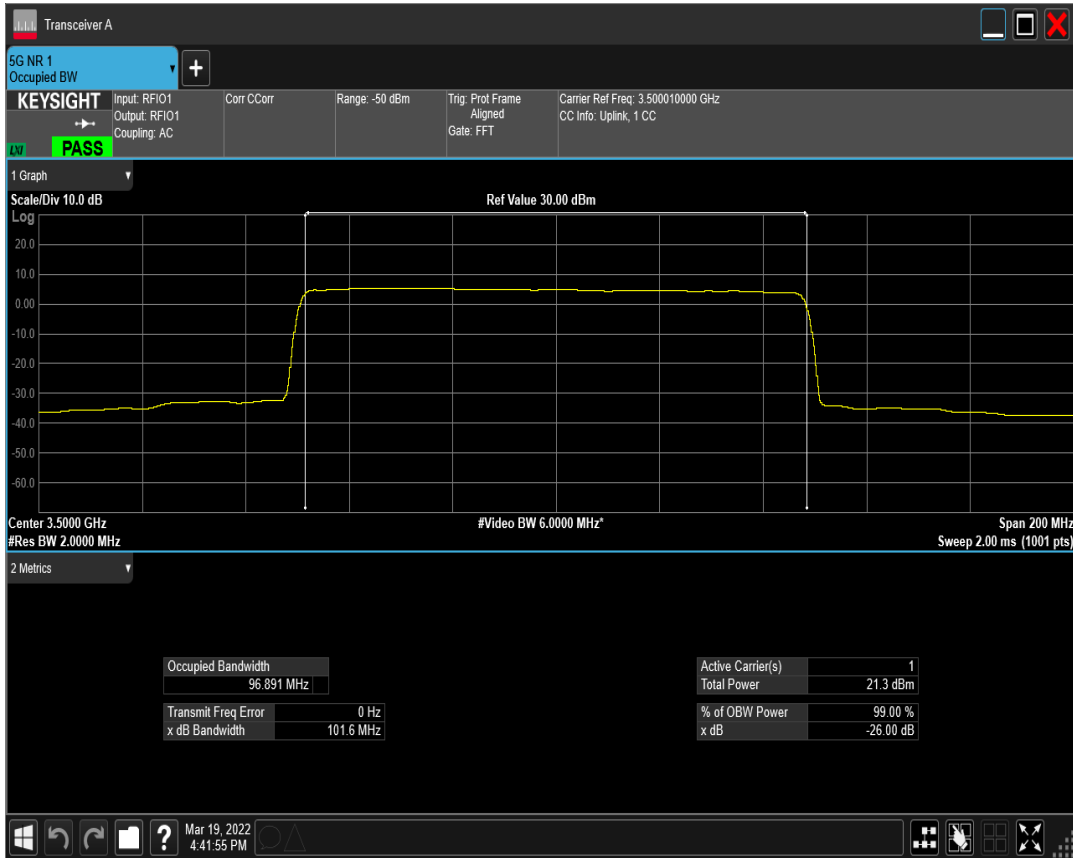 Transceiver A
5G NR 1
Occupied BW
KEYSIGHT
LXI
PASS
Input: RFIO1
Output: RFIO1
Coupling: AC
Corr CCorr
Range: -50 dBm
Trig: Prot Frame
Aligned
Gate: FFT
Carrier Ref Freq: 3.500010000 GHz
CC Info: Uplink, 1 CC
1 Graph
Scale/Div 10.0 dB
Ref Value 30.00 dBm
Log
20.0
10.0
0.00
-10.0
-20.0
-30.0
-40.0
-50.0
-60.0
Center 3.5000 GHz
#Video BW 6.0000 MHz*
Span 200 MHz
#Res BW 2.0000 MHz
Sweep 2.00 ms (1001 pts)
2 Metrics
Occupied Bandwidth
96.891 MHz
Transmit Freq Error 0 Hz
x dB Bandwidth 101.6 MHz
Active Carrier(s) 1
Total Power 21.3 dBm
% of OBW Power 99.00 %
x dB -26.00 dB
?
Mar 19, 2022
4:41:55 PM